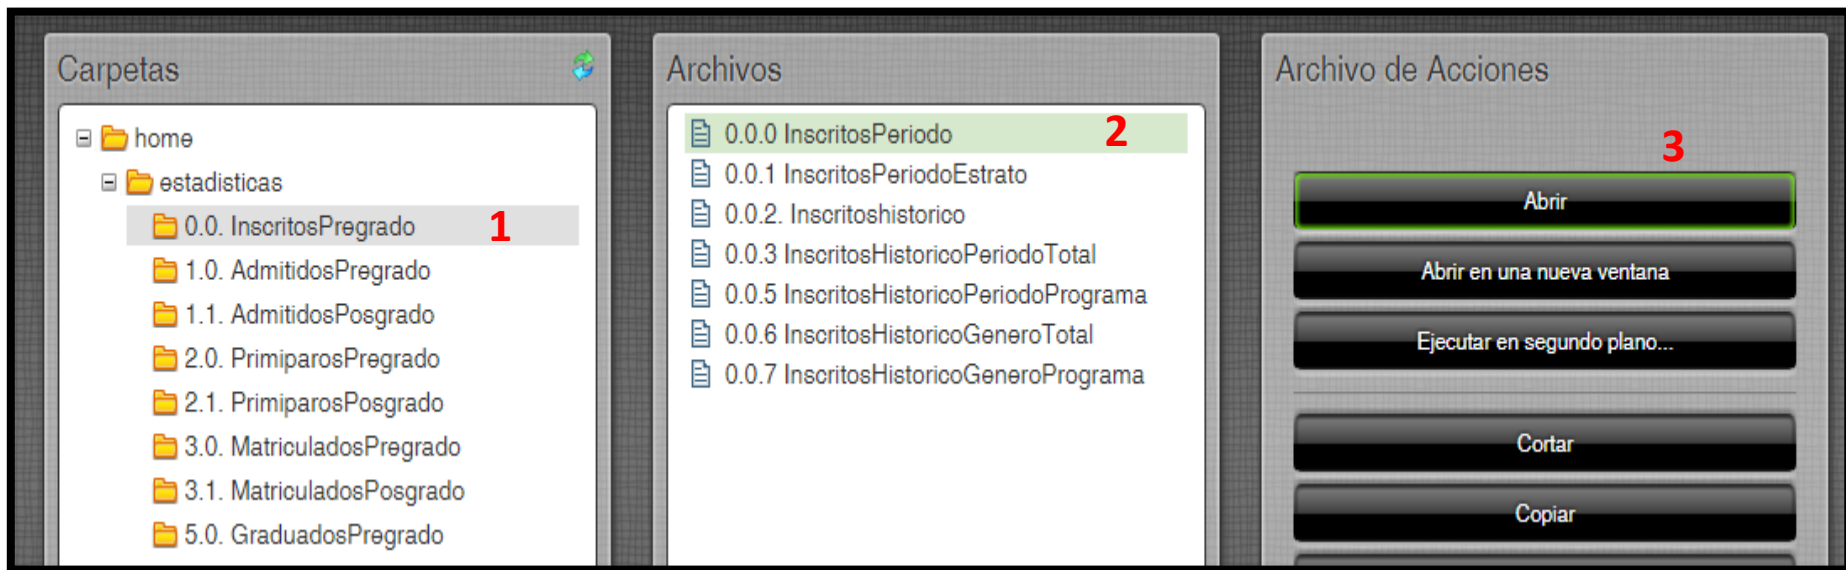 Carpetas
home
estadisticas
0.0. InscritosPregrado 1
1.0. AdmitidosPregrado
1.1. AdmitidosPosgrado
2.0. PrimiparosPregrado
2.1. PrimiparosPosgrado
3.0. MatriculadosPregrado
3.1. MatriculadosPosgrado
5.0. GraduadosPregrado
Archivos
0.0.0 InscritosPeriodo 2
0.0.1 InscritosPeriodoEstrato
0.0.2. Inscritoshistorico
0.0.3 InscritosHistoricoPeriodoTotal
0.0.5 InscritosHistoricoPeriodoPrograma
0.0.6 InscritosHistoricoGeneroTotal
0.0.7 InscritosHistoricoGeneroPrograma
Archivo de Acciones
3
Abrir
Abrir en una nueva ventana
Ejecutar en segundo plano...
Cortar
Copiar